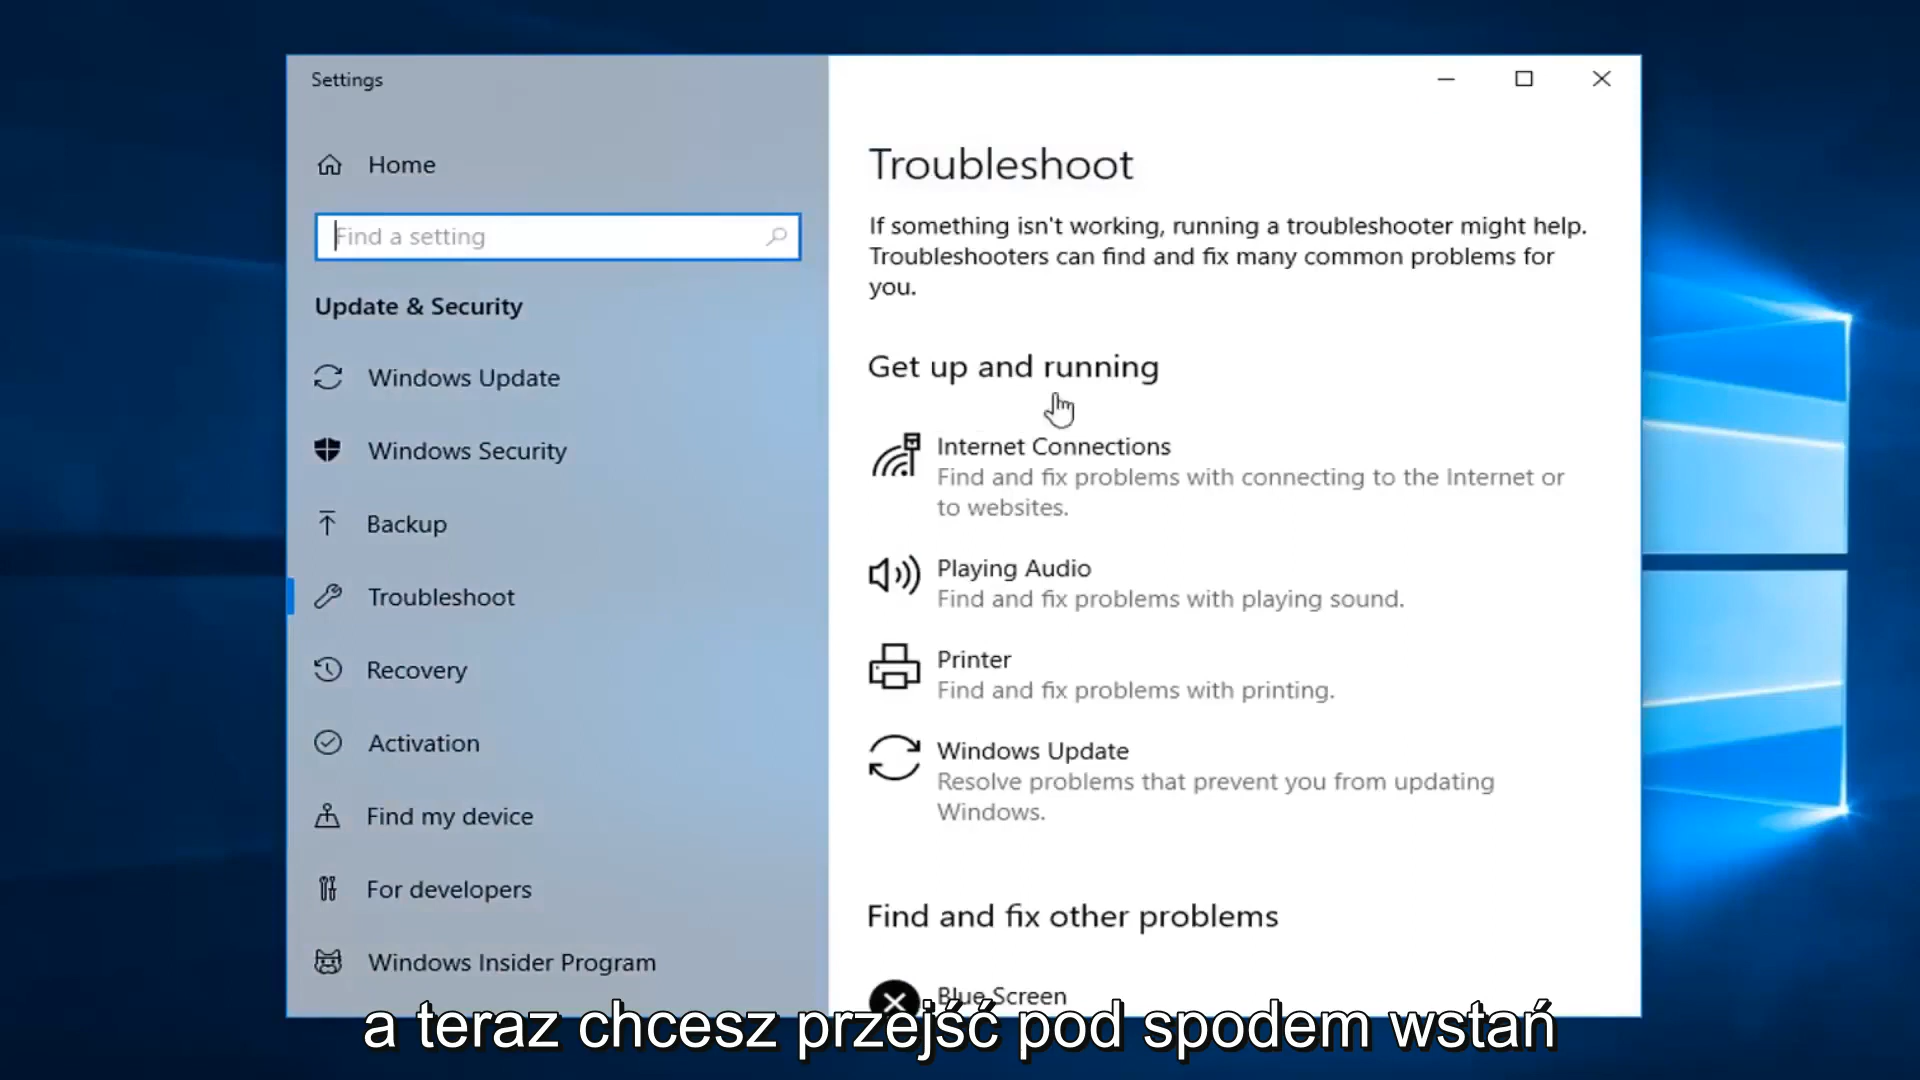 Settings
Home
Find a setting
Update & Security
Windows Update
Windows Security
Backup
Troubleshoot
Recovery
Activation
Find my device
For developers
Windows Insider Program
Troubleshoot
If something isn't working, running a troubleshooter might help.
Troubleshooters can find and fix many common problems for
you.
Get up and running
Internet Connections
Find and fix problems with connecting to the Internet or
to websites.
Playing Audio
Find and fix problems with playing sound.
Printer
Find and fix problems with printing.
Windows Update
Resolve problems that prevent you from updating
Windows.
Find and fix other problems
Blue Screen
a teraz chcesz przejść pod spodem wstań